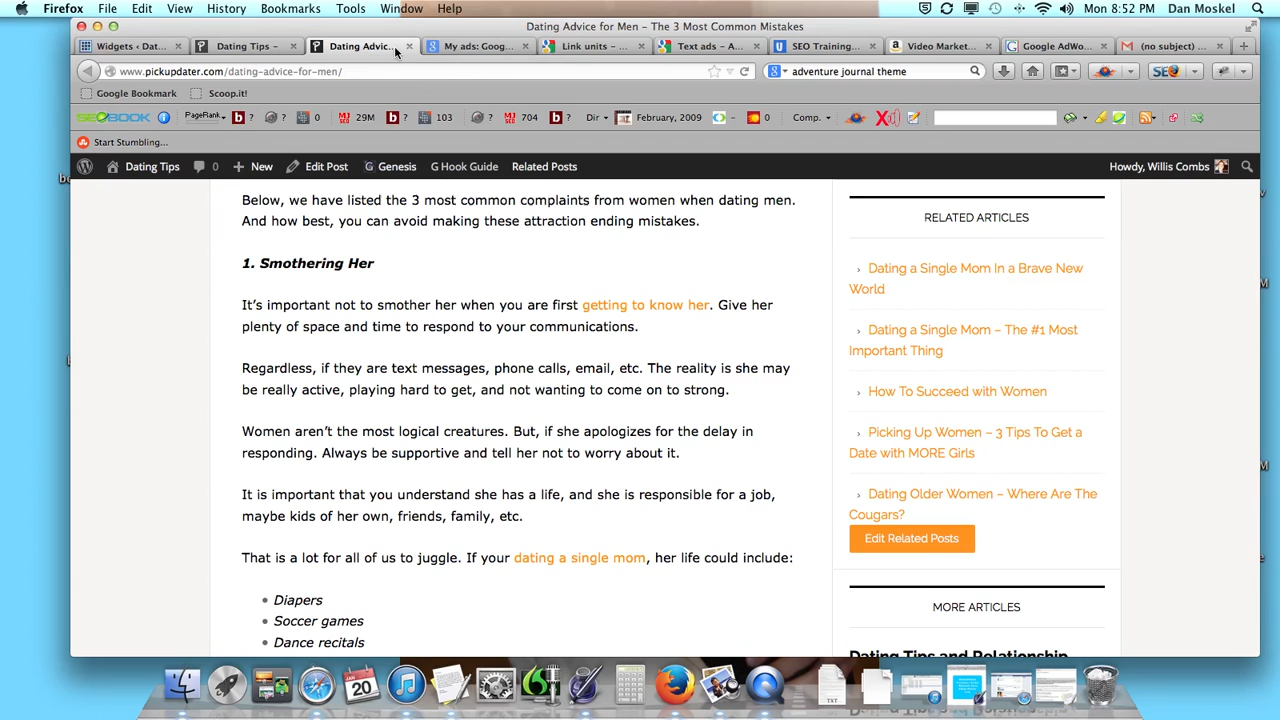 Firefox File Edit View History Bookmarks Tools Window Help Mon 8:52 PM Dan Moskel
Dating Advice for Men – The 3 Most Common Mistakes
Widgets ‹ Dat... Dating Tips – Dating Advic... My ads: Goog... Link units – ... Text ads – A... SEO Training... Video Market... Google AdWo... (no subject) ...
www.pickupdater.com/dating-advice-for-men/ adventure journal theme
Google Bookmark Scoop.it!
SEOBOOK PageRank ? ? 0 29M ? 103 ? 704 ? Dir February, 2009 - 0 Comp.
Start Stumbling...
Dating Tips 0 New Edit Post Genesis G Hook Guide Related Posts Howdy, Willis Combs
Below, we have listed the 3 most common complaints from women when dating men.
And how best, you can avoid making these attraction ending mistakes.
1. Smothering Her
It's important not to smother her when you are first getting to know her. Give her
plenty of space and time to respond to your communications.
Regardless, if they are text messages, phone calls, email, etc. The reality is she may
be really active, playing hard to get, and not wanting to come on to strong.
Women aren't the most logical creatures. But, if she apologizes for the delay in
responding. Always be supportive and tell her not to worry about it.
It is important that you understand she has a life, and she is responsible for a job,
maybe kids of her own, friends, family, etc.
That is a lot for all of us to juggle. If your dating a single mom, her life could include:
Diapers
Soccer games
Dance recitals
RELATED ARTICLES
Dating a Single Mom In a Brave New
World
Dating a Single Mom – The #1 Most
Important Thing
How To Succeed with Women
Picking Up Women – 3 Tips To Get a
Date with MORE Girls
Dating Older Women – Where Are The
Cougars?
Edit Related Posts
MORE ARTICLES
Dating Tips and Relationship